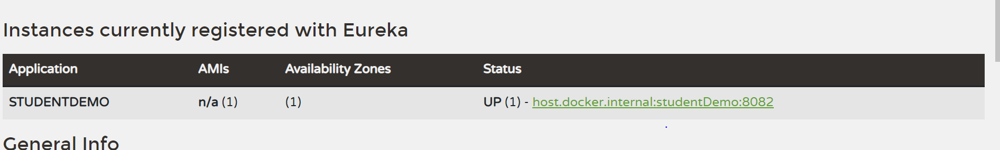 Instances currently registered with Eureka
Application AMIs Availability Zones Status
STUDENTDEMO n/a (1) (1) UP (1) - host.docker.internal:studentDemo:8082
General Info